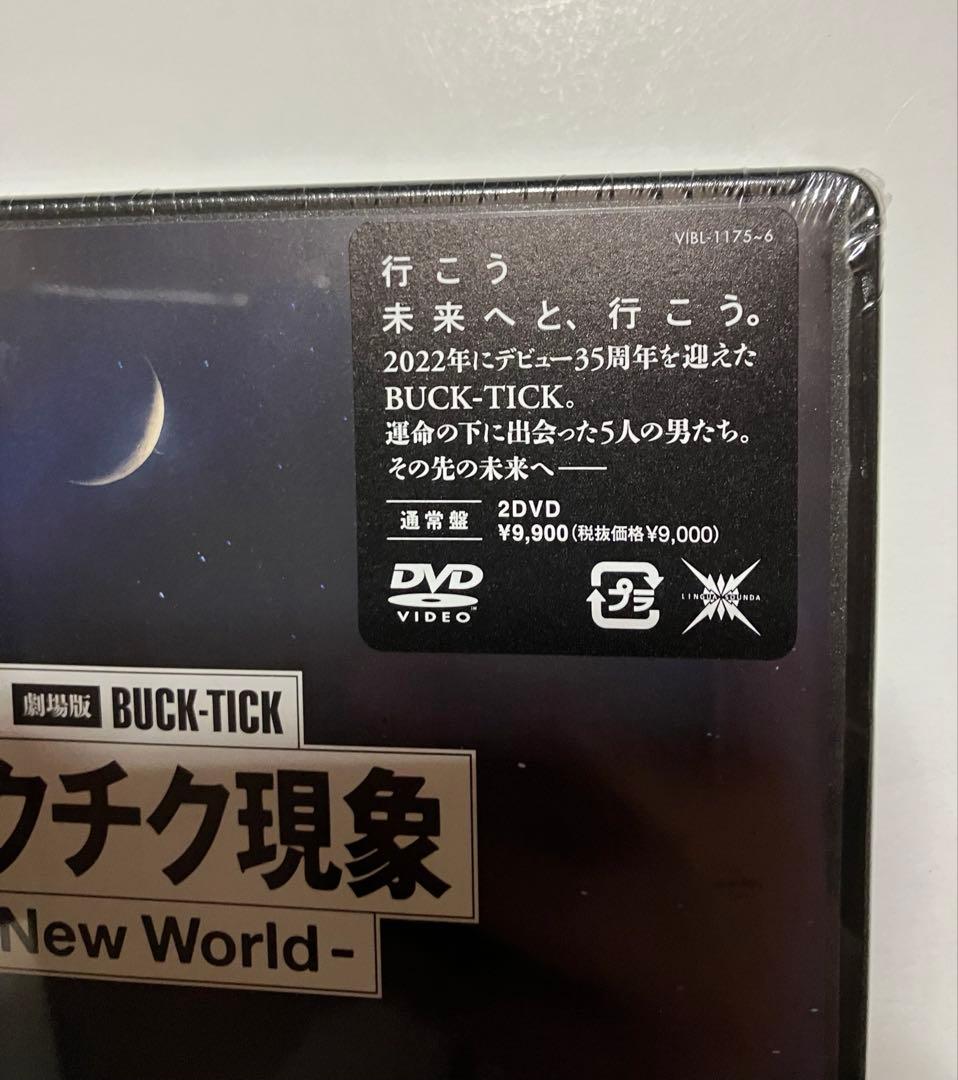 VIBL-1175~6
行こう
未来へと、行こう。
2022年にデビュー35周年を迎えた
BUCK-TICK。
運命の下に出会った5人の男たち。
その先の未来へ——
通常盤
2DVD
¥9,900(税抜価格¥9,000)
DVD
VIDEO
TM
プラ
LINGUA SOUNDA
劇場版 BUCK-TICK
クチク現象
New World-